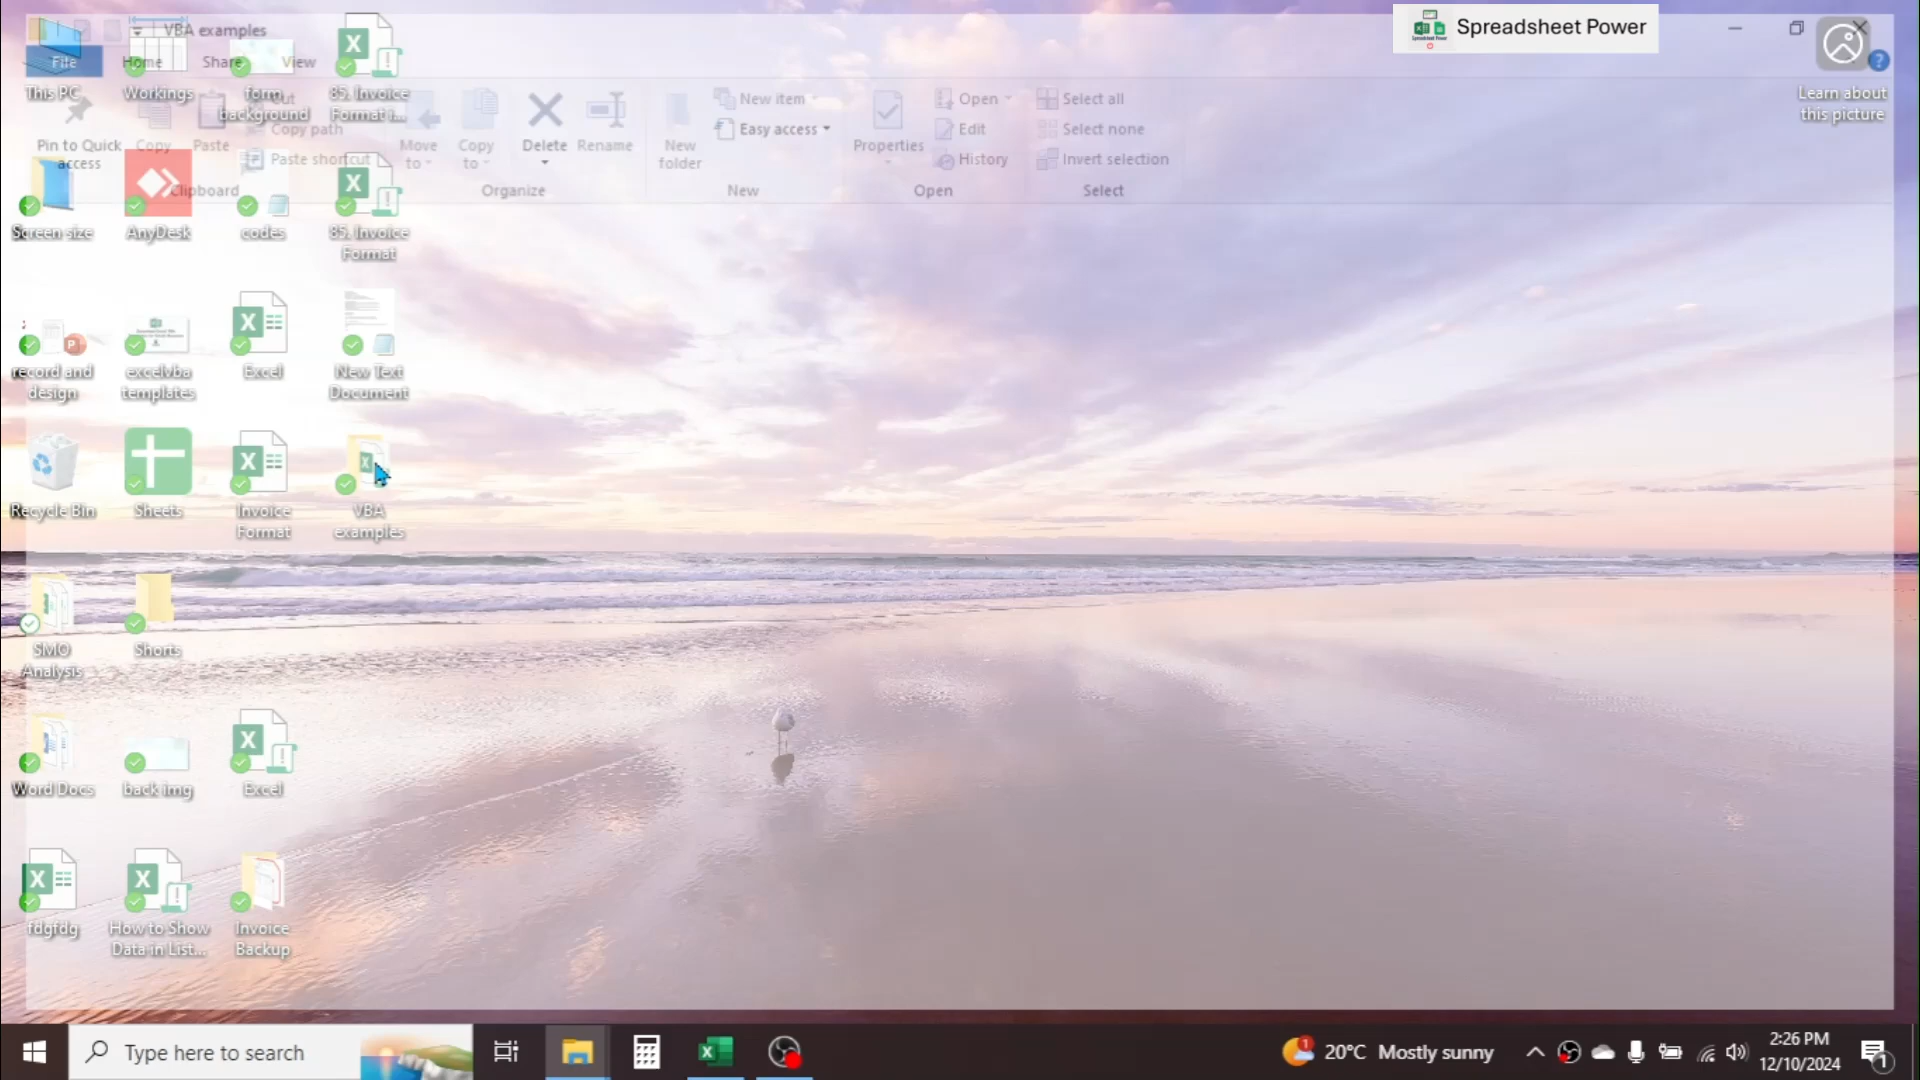 VBA examples
Spreadsheet Power
File
Home
Share
View
This PC
Workings
form
background
85. Invoice
Format i...
Learn about
this picture
Pin to Quick
access
Copy
Paste
Cut
Copy path
Paste shortcut
Clipboard
Move
to
Copy
to
Delete
Rename
Organize
New
folder
New item
Easy access
New
Properties
Open
Edit
History
Open
Select all
Select none
Invert selection
Select
Screen size
AnyDesk
codes
85. Invoice
Format
record and
design
excelvba
templates
Excel
New Text
Document
Recycle Bin
Sheets
Invoice
Format
VBA
examples
SMO
Analysis
Shorts
Word Docs
back img
Excel
fdgfdg
How to Show
Data in List...
Invoice
Backup
Type here to search
20°C Mostly sunny
2:26 PM
12/10/2024
1